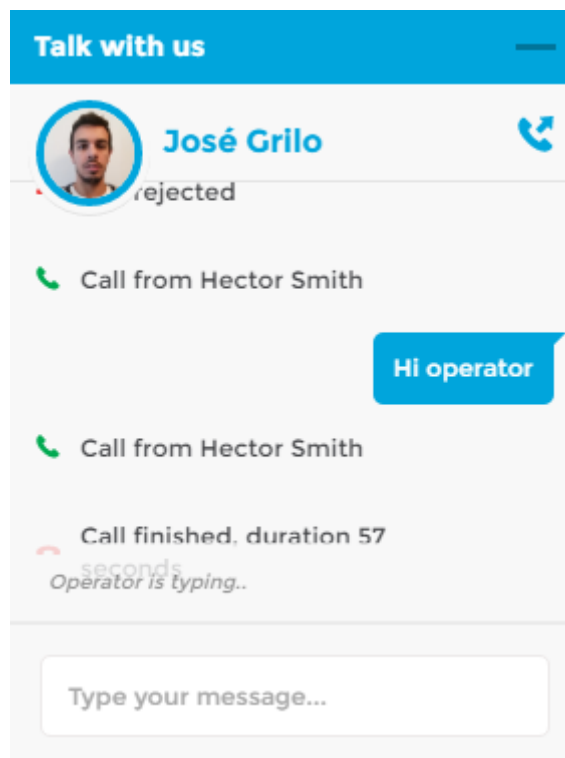 Talk with us
José Grilo
rejected
Call from Hector Smith
Hi operator
Call from Hector Smith
Call finished, duration 57
seconds
Operator is typing..
Type your message...